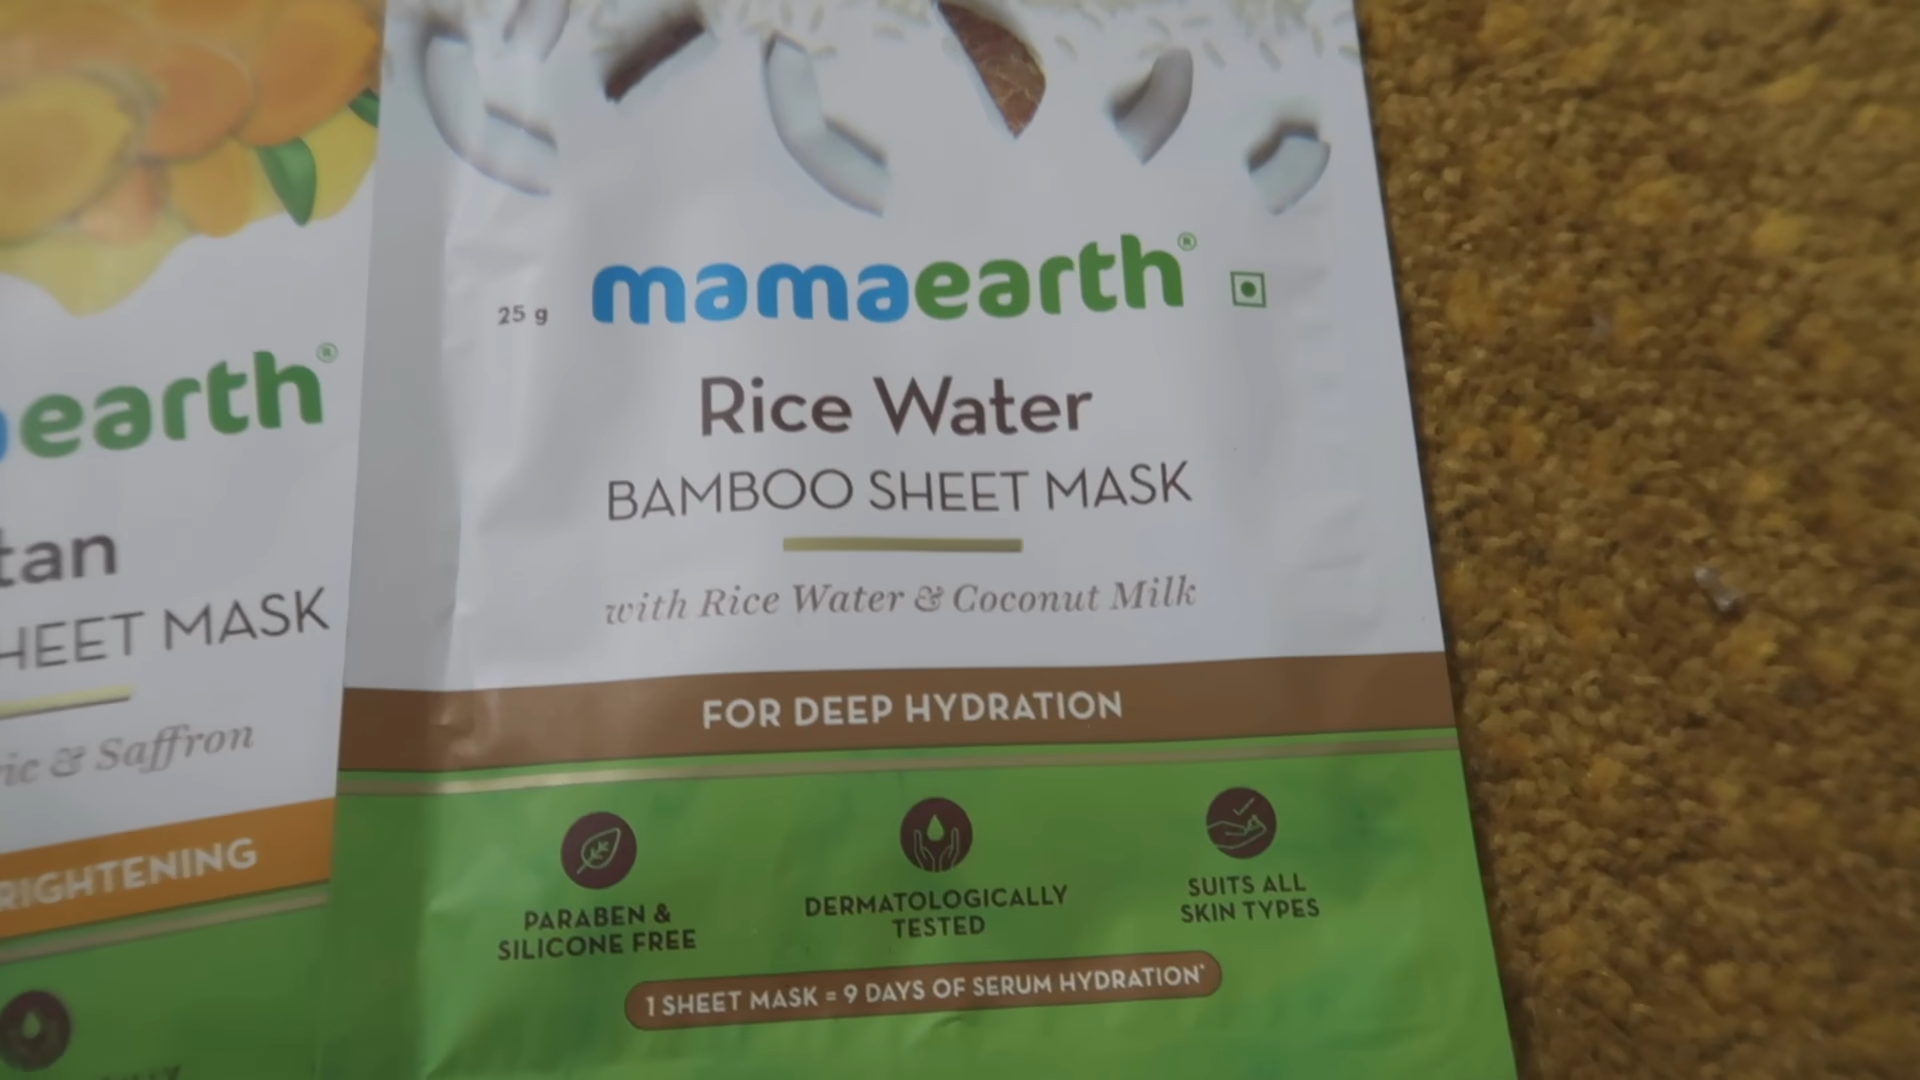 earth®
tan
HEET MASK
ic & Saffron
RIGHTENING
25 g
mamaearth®
Rice Water
BAMBOO SHEET MASK
with Rice Water & Coconut Milk
FOR DEEP HYDRATION
PARABEN &
SILICONE FREE
DERMATOLOGICALLY
TESTED
SUITS ALL
SKIN TYPES
1 SHEET MASK = 9 DAYS OF SERUM HYDRATION*